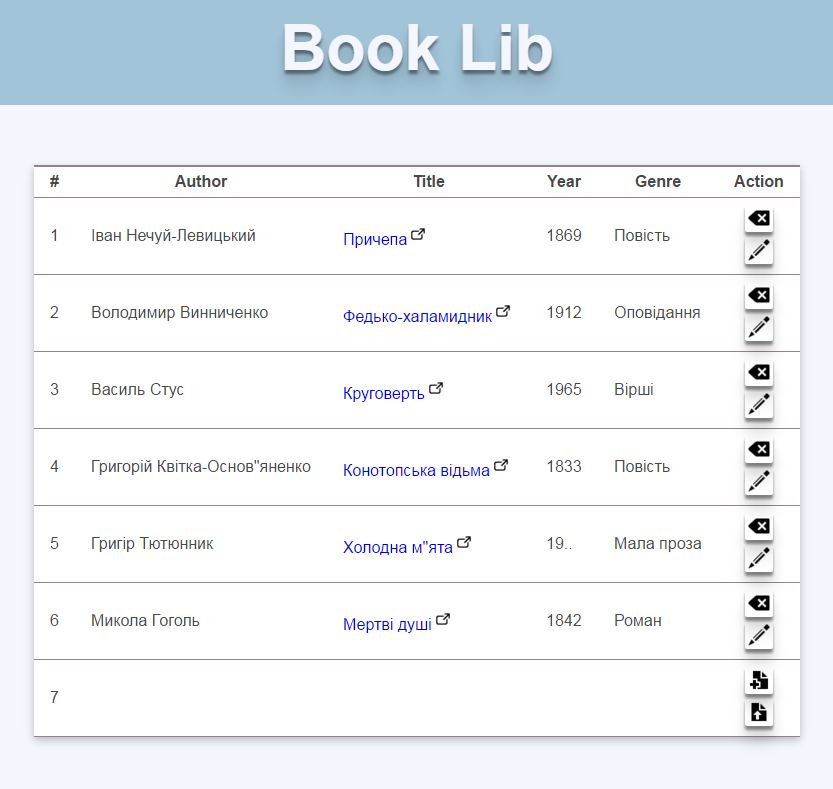 Book Lib
# Author Title Year Genre Action
1 Іван Нечуй-Левицький Причепа 1869 Повість
2 Володимир Винниченко Федько-халамидник 1912 Оповідання
3 Василь Стус Круговерть 1965 Вірші
4 Григорій Квітка-Основ"яненко Конотопська відьма 1833 Повість
5 Григір Тютюнник Холодна м"ята 19.. Мала проза
6 Микола Гоголь Мертві душі 1842 Роман
7